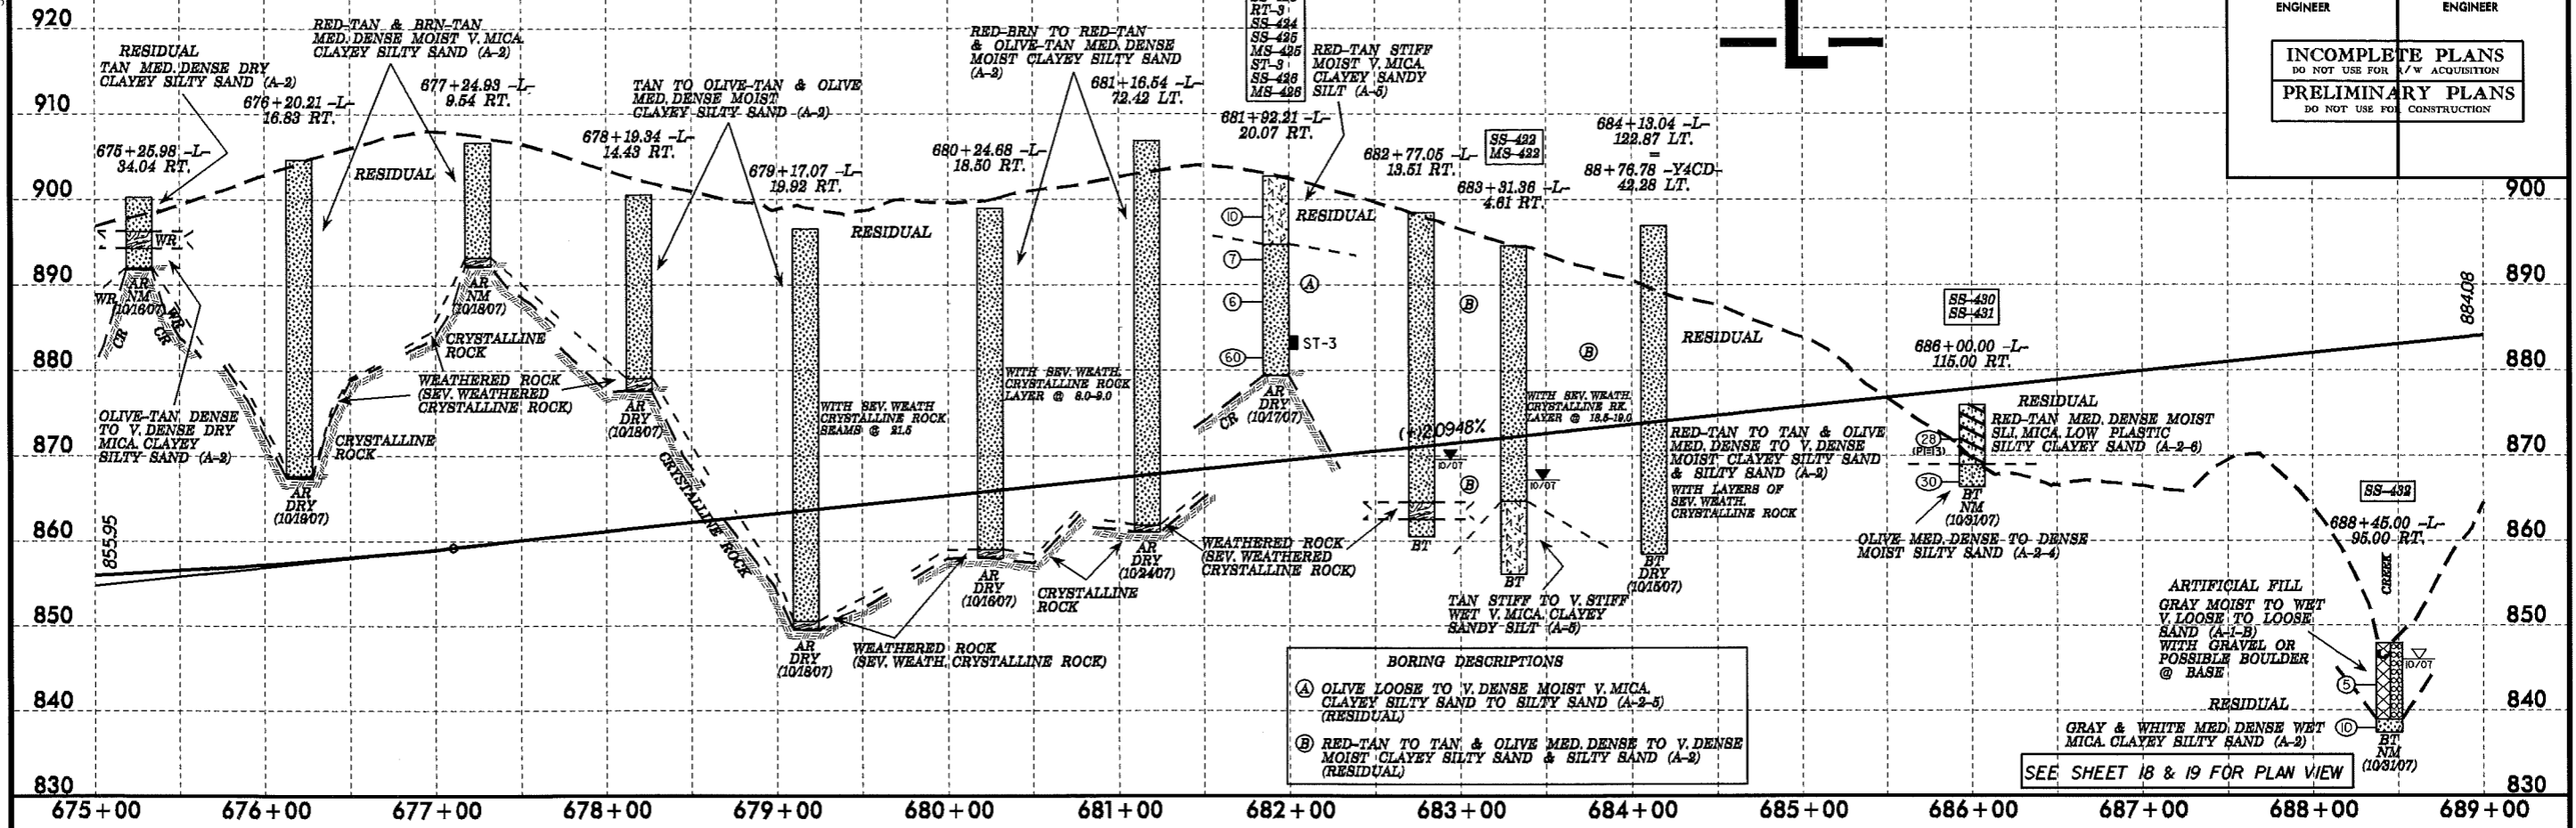 920
910
900
890
880
870
860
850
840
830
RESIDUAL
TAN MED. DENSE DRY
CLAYEY SILTY SAND (A-2)
675+25.98 -L-
34.04 RT.
WR
WR
AR
NM
(10/16/07)
WR
CR
CR
OLIVE-TAN DENSE
TO V. DENSE DRY
MICA. CLAYEY
SILTY SAND (A-2)
855.95
RED-TAN & BRN-TAN
MED. DENSE MOIST V. MICA.
CLAYEY SILTY SAND (A-2)
676+20.21 -L-
16.83 RT.
RESIDUAL
AR
DRY
(10/19/07)
CRYSTALLINE
ROCK
677+24.93 -L-
9.54 RT.
AR
NM
(10/18/07)
CRYSTALLINE
ROCK
WEATHERED ROCK
(SEV. WEATHERED
CRYSTALLINE ROCK)
TAN TO OLIVE-TAN & OLIVE
MED. DENSE MOIST
CLAYEY SILTY SAND (A-2)
678+19.34 -L-
14.43 RT.
AR
DRY
(10/18/07)
CRYSTALLINE ROCK
679+17.07 -L-
19.92 RT.
RESIDUAL
WITH SEV. WEATH.
CRYSTALLINE ROCK
SEAMS @ 21.5
AR
DRY
(10/18/07)
WEATHERED ROCK
(SEV. WEATH. CRYSTALLINE ROCK)
RED-BRN TO RED-TAN
& OLIVE-TAN MED. DENSE
MOIST CLAYEY SILTY SAND
(A-2)
680+24.68 -L-
18.50 RT.
WITH SEV. WEATH.
CRYSTALLINE ROCK
LAYER @ 8.0-9.0
AR
DRY
(10/16/07)
CRYSTALLINE
ROCK
681+16.54 -L-
72.42 LT.
AR
DRY
(10/24/07)
WEATHERED ROCK
(SEV. WEATHERED
CRYSTALLINE ROCK)
RT-3
SS-424
SS-425
MS-425
ST-3
SS-426
MS-426
681+92.21 -L-
20.07 RT.
RED-TAN STIFF
MOIST V. MICA.
CLAYEY SANDY
SILT (A-5)
10
RESIDUAL
7
A
6
ST-3
60
AR
DRY
(10/17/07)
CR
682+77.05 -L-
13.51 RT.
B
(+)2.0948%
10/07
B
BT
SS-422
MS-422
683+31.36 -L-
4.61 RT.
B
WITH SEV. WEATH.
CRYSTALLINE RK.
LAYER @ 18.5-19.0
10/07
BT
TAN STIFF TO V. STIFF
WET V. MICA. CLAYEY
SANDY SILT (A-5)
684+13.04 -L-
122.87 LT.
=
88+76.78 -Y4CD-
42.28 LT.
RESIDUAL
RED-TAN TO TAN & OLIVE
MED. DENSE TO V. DENSE
MOIST CLAYEY SILTY SAND
& SILTY SAND (A-2)
WITH LAYERS OF
SEV. WEATH.
CRYSTALLINE ROCK
BT
DRY
(10/15/07)
L
SS-430
SS-431
686+00.00 -L-
115.00 RT.
RESIDUAL
RED-TAN MED. DENSE MOIST
SLI. MICA. LOW PLASTIC
SILTY CLAYEY SAND (A-2-6)
28
(PI=13)
30
BT
NM
(10/31/07)
OLIVE MED. DENSE TO DENSE
MOIST SILTY SAND (A-2-4)
SS-432
688+45.00 -L-
95.00 RT.
CREEK
ARTIFICIAL FILL
GRAY MOIST TO WET
V. LOOSE TO LOOSE
SAND (A-1-B)
WITH GRAVEL OR
POSSIBLE BOULDER
@ BASE
10/07
5
RESIDUAL
GRAY & WHITE MED. DENSE WET
MICA. CLAYEY SILTY SAND (A-2)
10
BT
NM
(10/31/07)
884.08
ENGINEER
ENGINEER
INCOMPLETE PLANS
DO NOT USE FOR R/W ACQUISITION
PRELIMINARY PLANS
DO NOT USE FOR CONSTRUCTION
900
890
880
870
860
850
840
830
BORING DESCRIPTIONS
A OLIVE LOOSE TO V. DENSE MOIST V. MICA.
CLAYEY SILTY SAND TO SILTY SAND (A-2-5)
(RESIDUAL)
B RED-TAN TO TAN & OLIVE MED. DENSE TO V. DENSE
MOIST CLAYEY SILTY SAND & SILTY SAND (A-2)
(RESIDUAL)
SEE SHEET 18 & 19 FOR PLAN VIEW
675+00 676+00 677+00 678+00 679+00 680+00 681+00 682+00 683+00 684+00 685+00 686+00 687+00 688+00 689+00